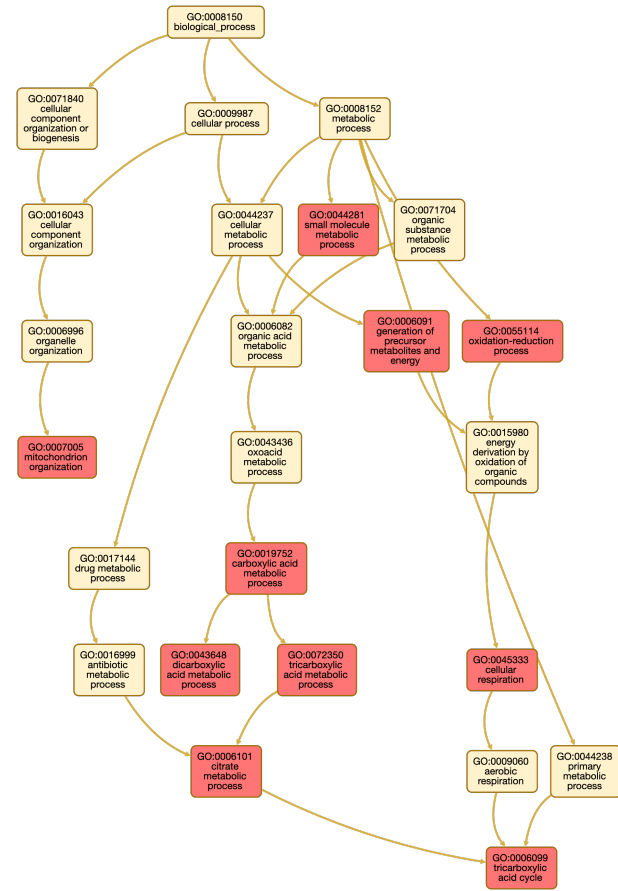 GO:0008150
biological_process
GO:0071840
cellular
component
organization or
biogenesis
GO:0009987
cellular process
GO:0008152
metabolic
process
GO:0016043
cellular
component
organization
GO:0044237
cellular
metabolic
process
GO:0044281
small molecule
metabolic
process
GO:0071704
organic
substance
metabolic
process
GO:0006996
organelle
organization
GO:0006082
organic acid
metabolic
process
GO:0006091
generation of
precursor
metabolites and
energy
GO:0055114
oxidation-reduction
process
GO:0007005
mitochondrion
organization
GO:0043436
oxoacid
metabolic
process
GO:0015980
energy
derivation by
oxidation of
organic
compounds
GO:0017144
drug metabolic
process
GO:0019752
carboxylic acid
metabolic
process
GO:0016999
antibiotic
metabolic
process
GO:0043648
dicarboxylic
acid metabolic
process
GO:0072350
tricarboxylic
acid metabolic
process
GO:0045333
cellular
respiration
GO:0006101
citrate
metabolic
process
GO:0009060
aerobic
respiration
GO:0044238
primary
metabolic
process
GO:0006099
tricarboxylic
acid cycle